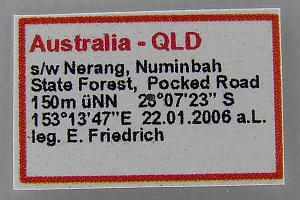 Australia - QLD
s/w Nerang, Numinbah
State Forest, Pocked Road
150m üNN 28°07'23" S
153°13'47"E 22.01.2006 a.L.
leg. E. Friedrich